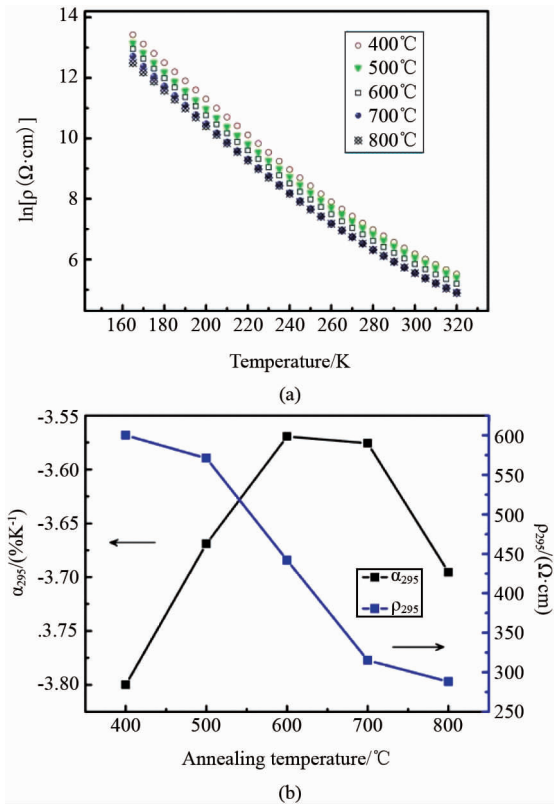 14
12
10
8
6
ln[ρ (Ω·cm) ]
400℃
500℃
600℃
700℃
800℃
160 180 200 220 240 260 280 300 320
Temperature/K
(a)
-3.55
-3.60
-3.65
-3.70
-3.75
-3.80
α295/(%K-1)
α295
ρ295
600
550
500
450
400
350
300
250
ρ295/(Ω·cm)
400 500 600 700 800
Annealing temperature/℃
(b)